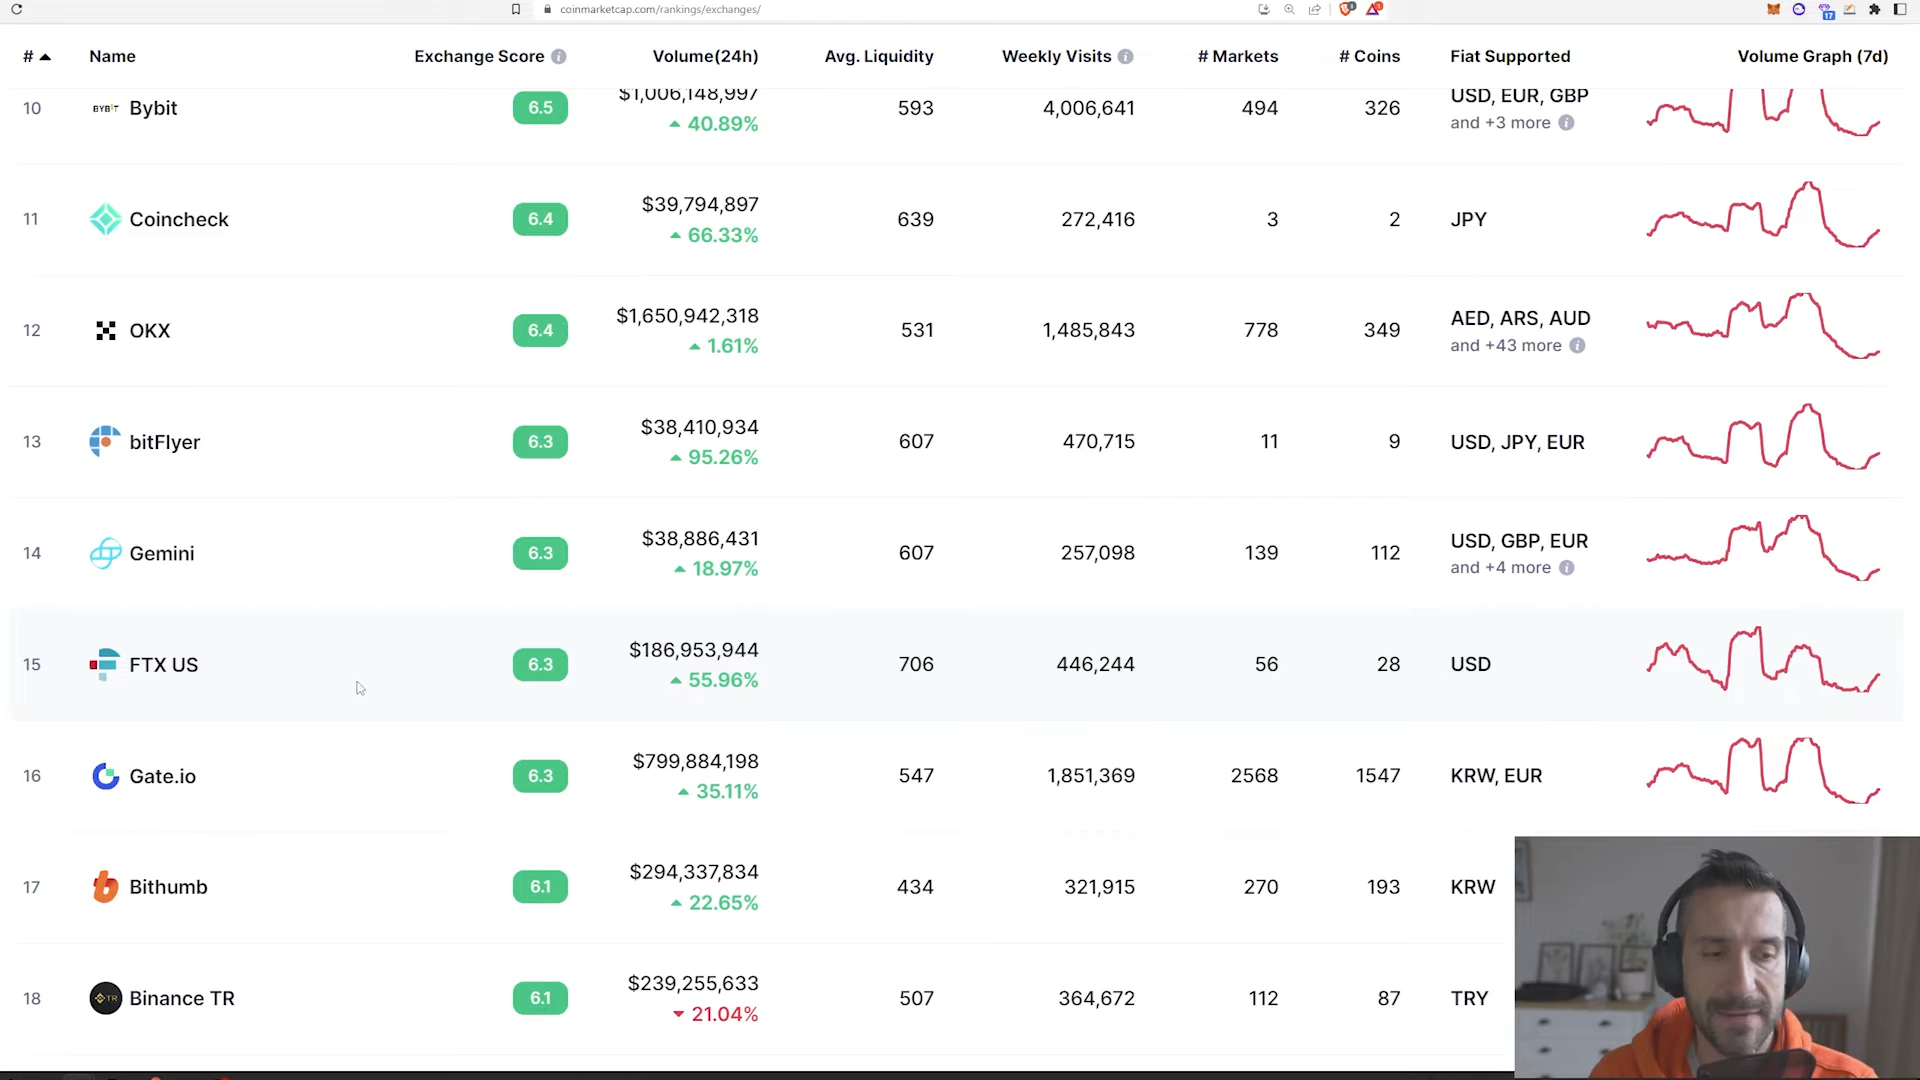 coinmarketcap.com/rankings/exchanges/
17
# Name Exchange Score Volume(24h) Avg. Liquidity Weekly Visits # Markets # Coins Fiat Supported Volume Graph (7d)
10 BYBIT Bybit 6.5 $1,006,148,997 593 4,006,641 494 326 USD, EUR, GBP
40.89% and +3 more
11 Coincheck 6.4 $39,794,897 639 272,416 3 2 JPY
66.33%
12 OKX 6.4 $1,650,942,318 531 1,485,843 778 349 AED, ARS, AUD
1.61% and +43 more
13 bitFlyer 6.3 $38,410,934 607 470,715 11 9 USD, JPY, EUR
95.26%
14 Gemini 6.3 $38,886,431 607 257,098 139 112 USD, GBP, EUR
18.97% and +4 more
15 FTX US 6.3 $186,953,944 706 446,244 56 28 USD
55.96%
16 Gate.io 6.3 $799,884,198 547 1,851,369 2568 1547 KRW, EUR
35.11%
17 Bithumb 6.1 $294,337,834 434 321,915 270 193 KRW
22.65%
18 TR Binance TR 6.1 $239,255,633 507 364,672 112 87 TRY
21.04%